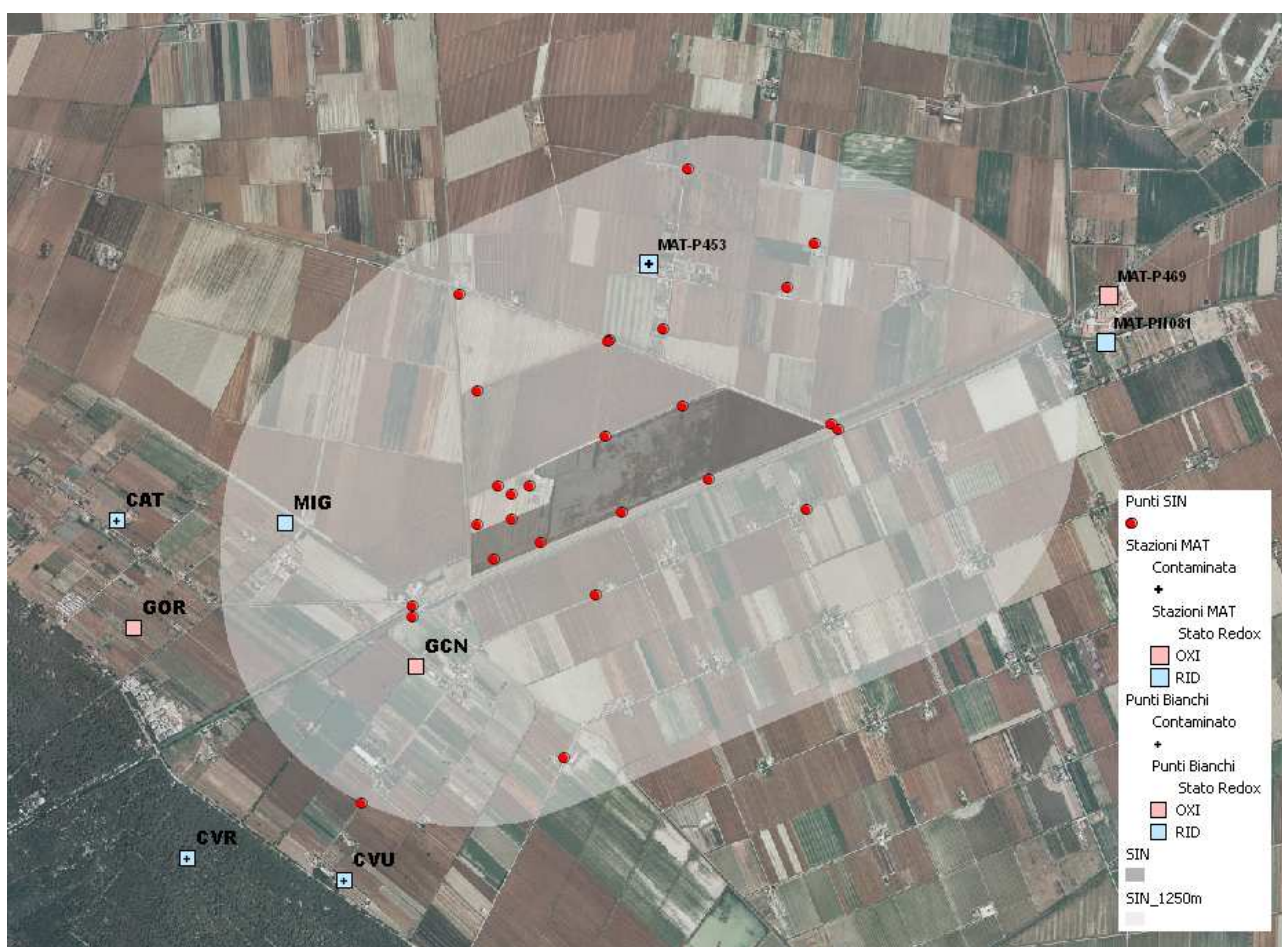 MAT-P453
MAT-P469
MAT-PII081
CAT
MIG
GOR
GCN
CVR
CVU
Punti SIN
Stazioni MAT
Contaminata
Stazioni MAT
Stato Redox
OXI
RID
Punti Bianchi
Contaminato
Punti Bianchi
Stato Redox
OXI
RID
SIN
SIN_1250m